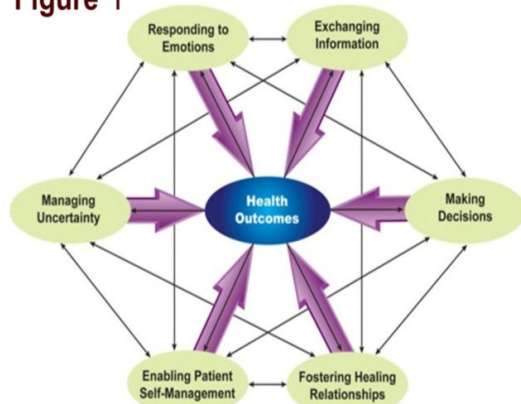 Figure 1
Responding to
Emotions
Exchanging
Information
Managing
Uncertainty
Health
Outcomes
Making
Decisions
Enabling Patient
Self-Management
Fostering Healing
Relationships